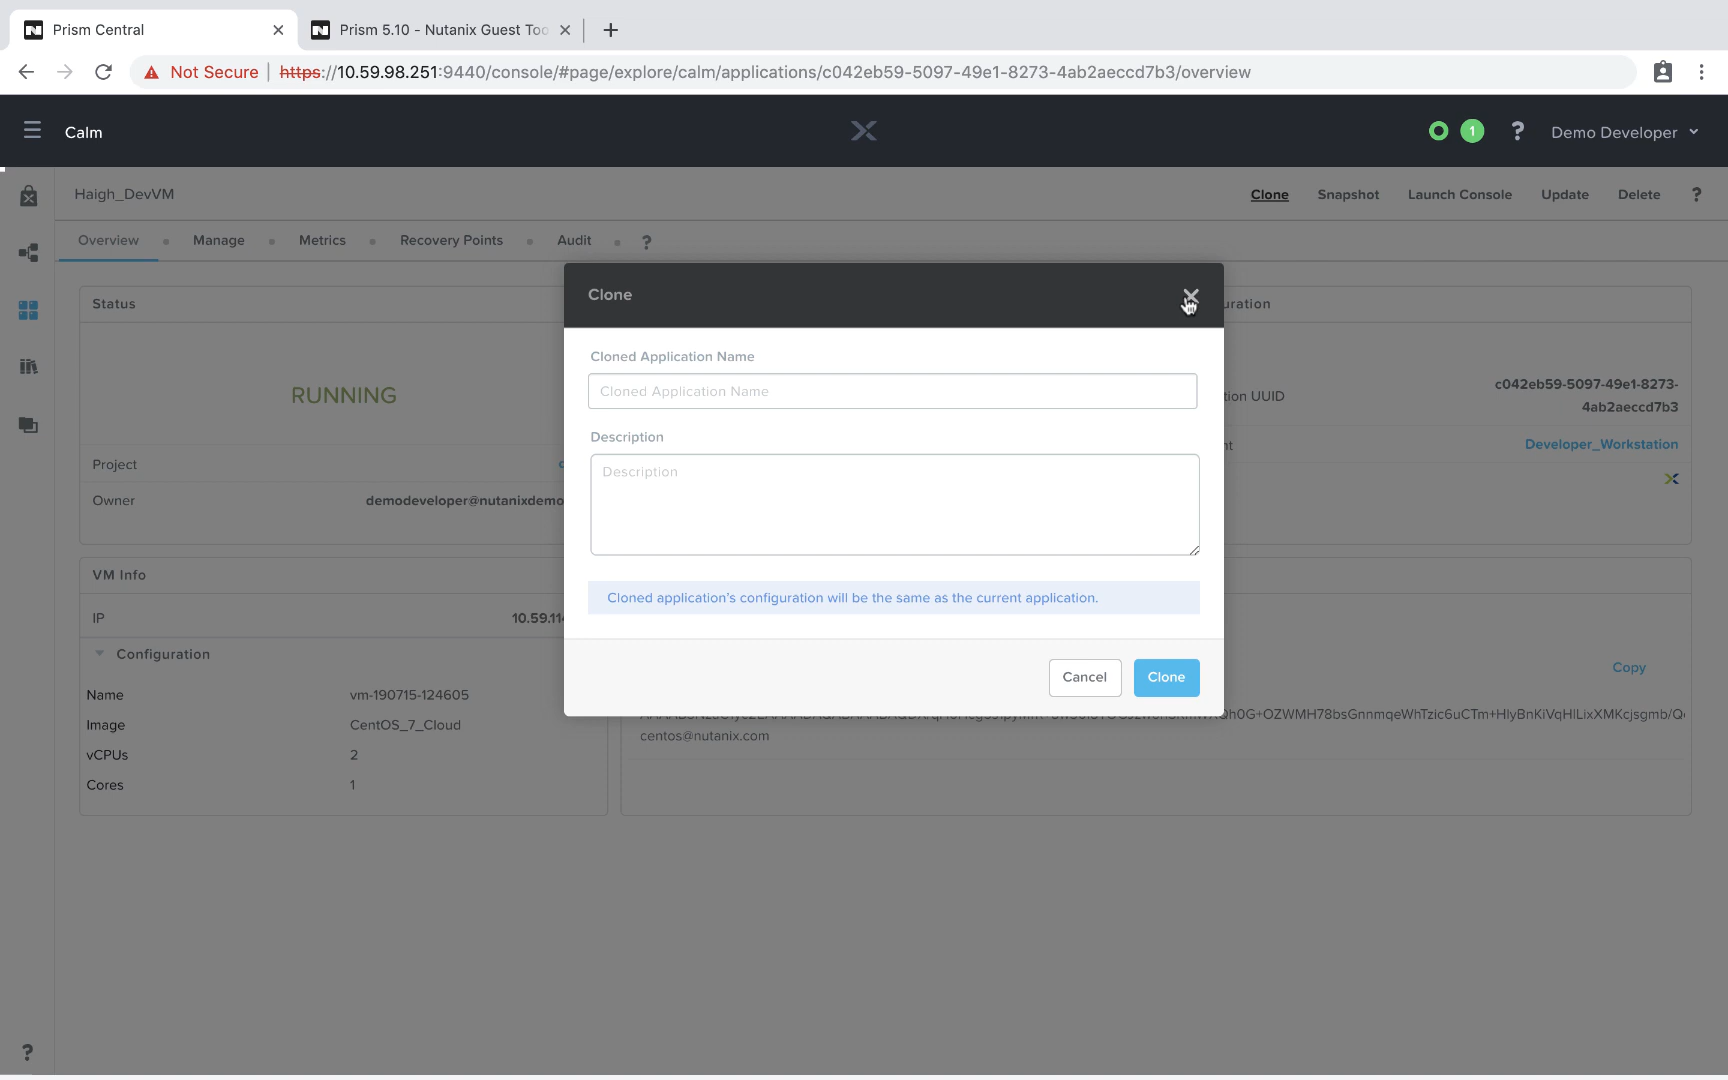 Prism Central
Prism 5.10 - Nutanix Guest Too
Not Secure https://10.59.98.251:9440/console/#page/explore/calm/applications/c042eb59-5097-49e1-8273-4ab2aeccd7b3/overview
Calm
1 ? Demo Developer
Haigh_DevVM
Clone Snapshot Launch Console Update Delete ?
Overview Manage Metrics Recovery Points Audit ?
Clone
Status
uration
Cloned Application Name
Cloned Application Name
RUNNING
tion UUID
c042eb59-5097-49e1-8273-
4ab2aeccd7b3
Description
Description
Developer_Workstation
Project
Owner demodeveloper@nutanixdemo
VM Info
Cloned application's configuration will be the same as the current application.
IP 10.59.11
Configuration
Cancel Clone
Copy
Name vm-190715-124605
Image CentOS_7_Cloud
centos@nutanix.com
vCPUs 2
Cores 1
?